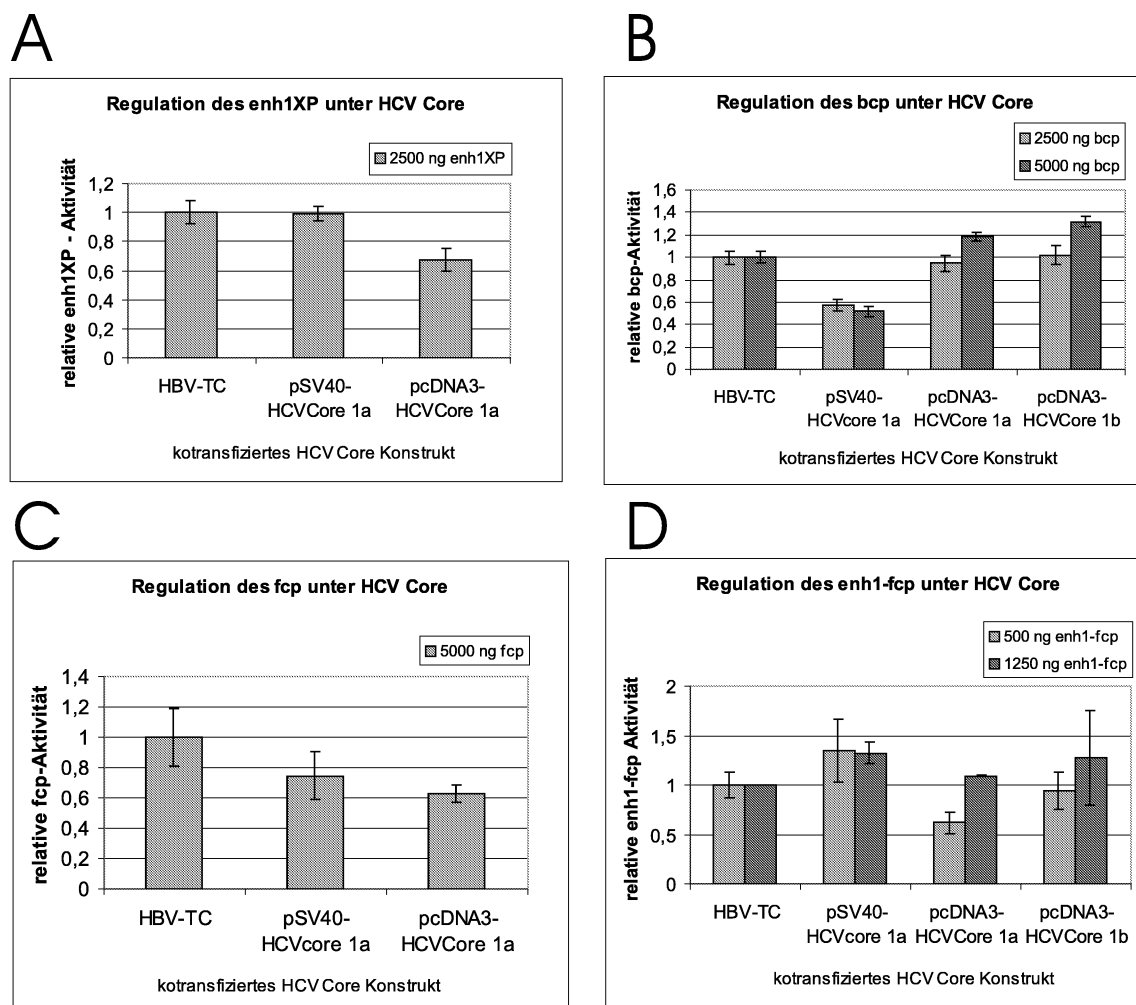 A
Regulation des enh1XP unter HCV Core
2500 ng enh1XP
relative enh1XP - Aktivität
1,2
1
0,8
0,6
0,4
0,2
0
HBV-TC
pSV40-
HCVCore 1a
pcDNA3-
HCVCore 1a
kotransfiziertes HCV Core Konstrukt
B
Regulation des bcp unter HCV Core
2500 ng bcp
5000 ng bcp
relative bcp-Aktivität
1,6
1,4
1,2
1
0,8
0,6
0,4
0,2
0
HBV-TC
pSV40-
HCVcore 1a
pcDNA3-
HCVCore 1a
pcDNA3-
HCVCore 1b
kotransfiziertes HCV Core Konstrukt
C
Regulation des fcp unter HCV Core
5000 ng fcp
relative fcp-Aktivität
1,4
1,2
1
0,8
0,6
0,4
0,2
0
HBV-TC
pSV40-
HCVcore 1a
pcDNA3-
HCVCore 1a
kotransfiziertes HCV Core Konstrukt
D
Regulation des enh1-fcp unter HCV Core
500 ng enh1-fcp
1250 ng enh1-fcp
relative enh1-fcp Aktivität
2
1,5
1
0,5
0
HBV-TC
pSV40-
HCVcore 1a
pcDNA3-
HCVCore 1a
pcDNA3-
HCVCore 1b
kotransfiziertes HCV Core Konstrukt